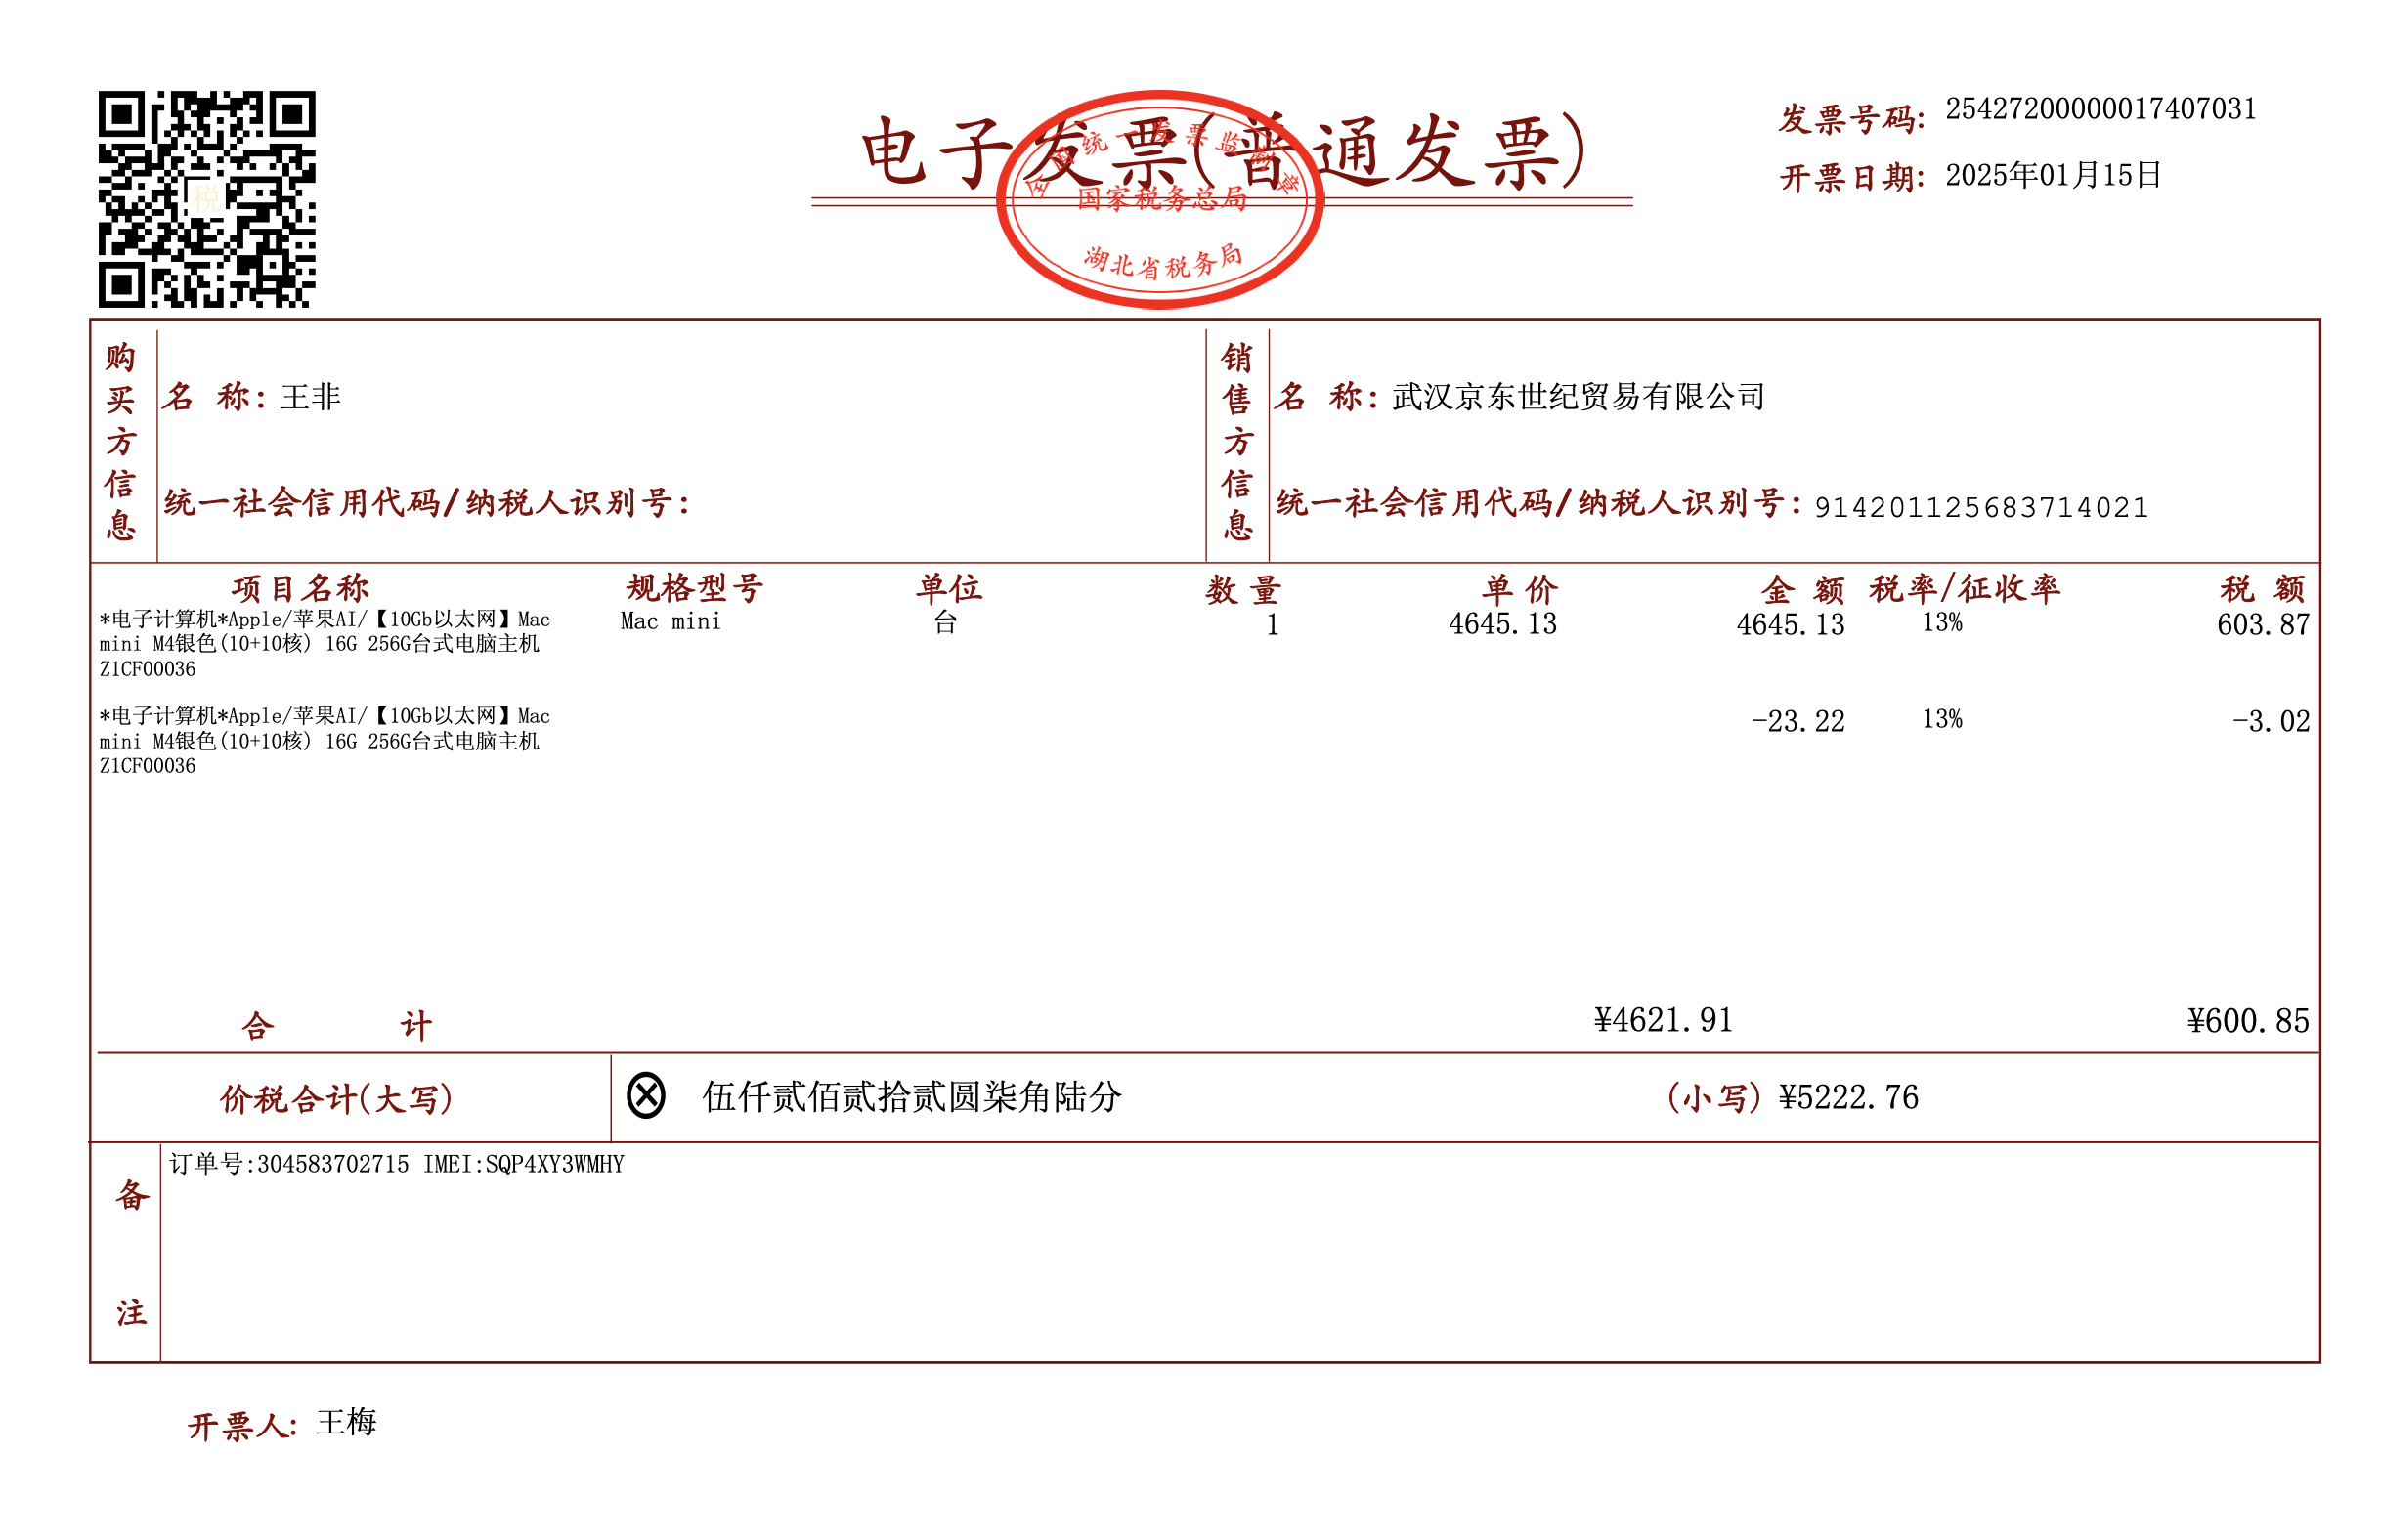 电子发票(普通发票)
全国统一发票监制章
国家税务总局
湖北省税务局
发票号码: 25427200000017407031
开票日期: 2025年01月15日
税
购买方信息
名 称: 王非
统一社会信用代码/纳税人识别号:
销售方信息
名 称: 武汉京东世纪贸易有限公司
统一社会信用代码/纳税人识别号: 914201125683714021
项目名称 规格型号 单位 数量 单价 金额 税率/征收率 税额
*电子计算机*Apple/苹果AI/【10Gb以太网】Mac Mac mini 台 1 4645.13 4645.13 13% 603.87
mini M4银色(10+10核) 16G 256G台式电脑主机
Z1CF00036
*电子计算机*Apple/苹果AI/【10Gb以太网】Mac -23.22 13% -3.02
mini M4银色(10+10核) 16G 256G台式电脑主机
Z1CF00036
合 计 ¥4621.91 ¥600.85
价税合计(大写) 伍仟贰佰贰拾贰圆柒角陆分 (小写) ¥5222.76
备注
订单号:304583702715 IMEI:SQP4XY3WMHY
开票人: 王梅